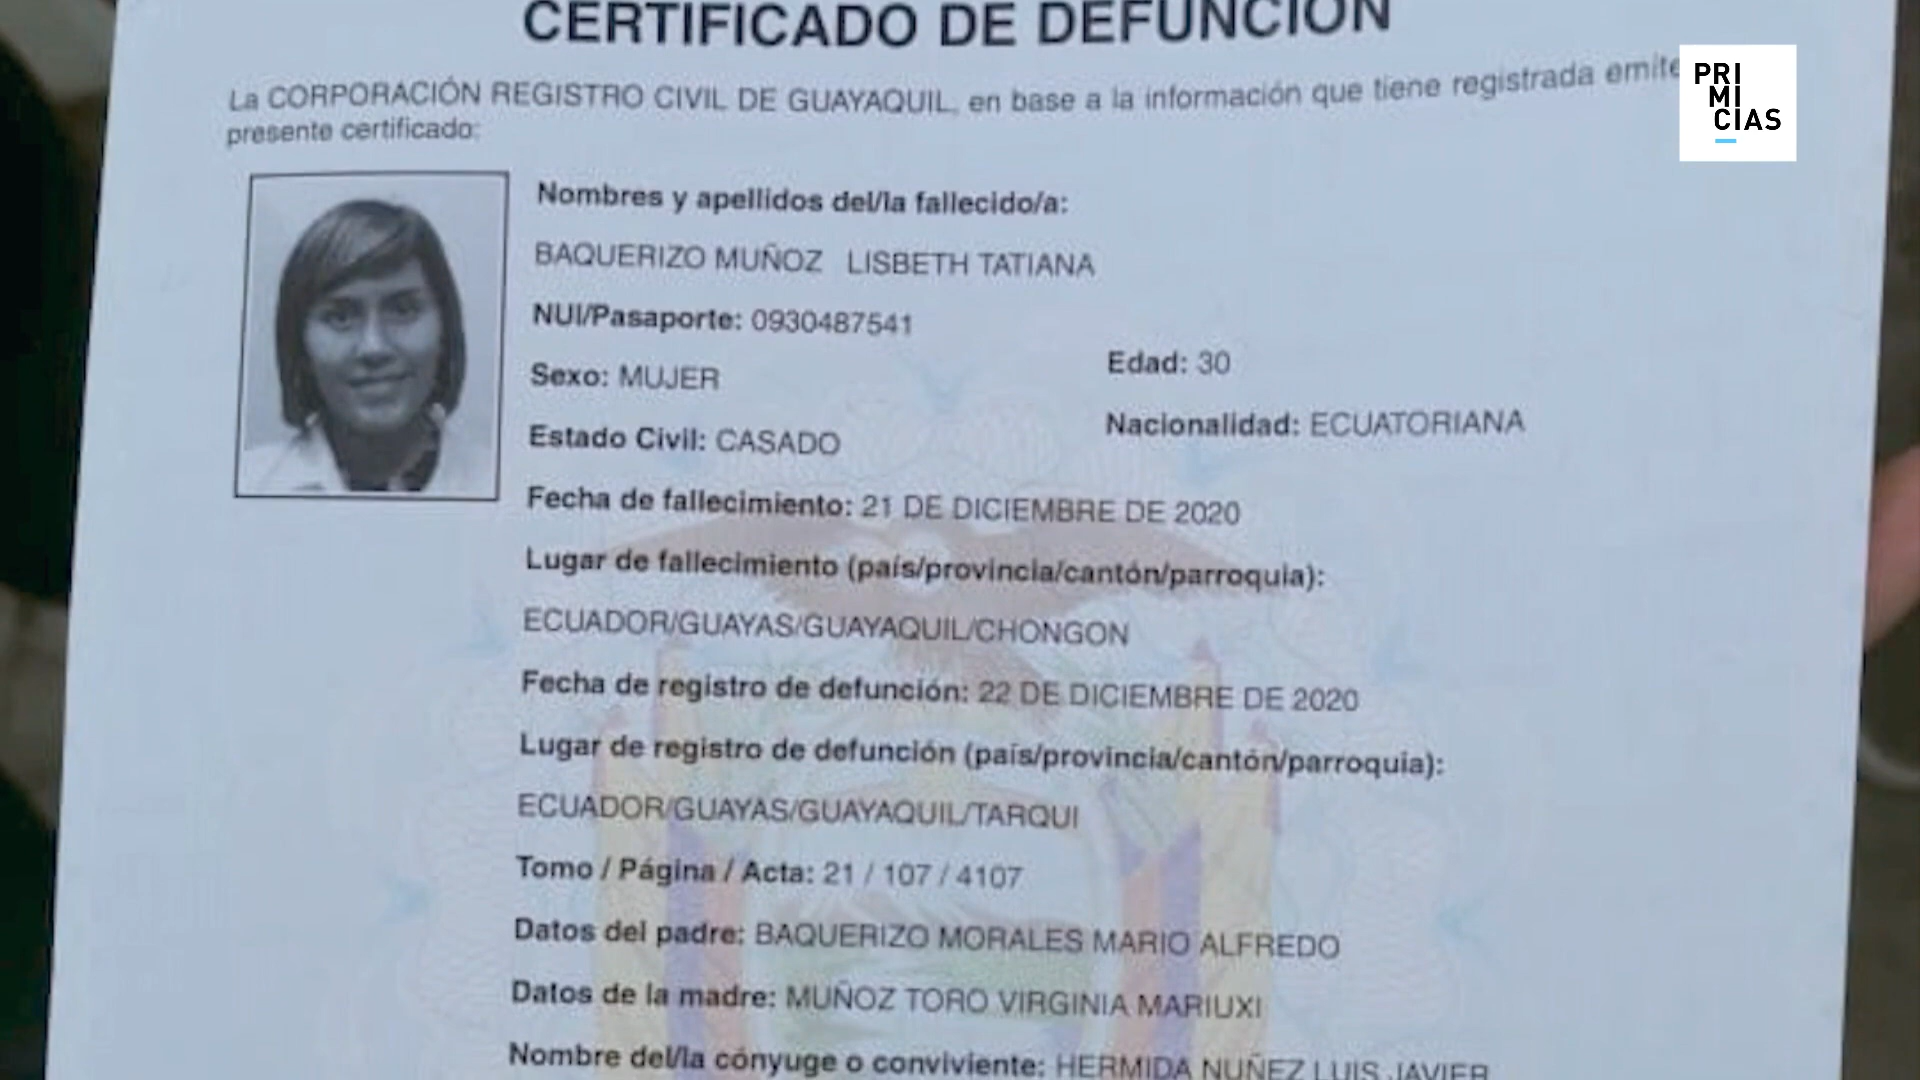 CERTIFICADO DE DEFUNCIÓN
La CORPORACIÓN REGISTRO CIVIL DE GUAYAQUIL, en base a la información que tiene registrada emite
presente certificado:
PRI
MI
CIAS
Nombres y apellidos del/la fallecido/a:
BAQUERIZO MUÑOZ LISBETH TATIANA
NUI/Pasaporte: 0930487541
Sexo: MUJER
Edad: 30
Estado Civil: CASADO
Nacionalidad: ECUATORIANA
Fecha de fallecimiento: 21 DE DICIEMBRE DE 2020
Lugar de fallecimiento (país/provincia/cantón/parroquia):
ECUADOR/GUAYAS/GUAYAQUIL/CHONGON
Fecha de registro de defunción: 22 DE DICIEMBRE DE 2020
Lugar de registro de defunción (país/provincia/cantón/parroquia):
ECUADOR/GUAYAS/GUAYAQUIL/TARQUI
Tomo / Página / Acta: 21 / 107 / 4107
Datos del padre: BAQUERIZO MORALES MARIO ALFREDO
Datos de la madre: MUÑOZ TORO VIRGINIA MARIUXI
Nombre del/la cónyuge o conviviente: HERMIDA NUÑEZ LUIS JAVIER